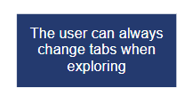 The user can always
change tabs when
exploring